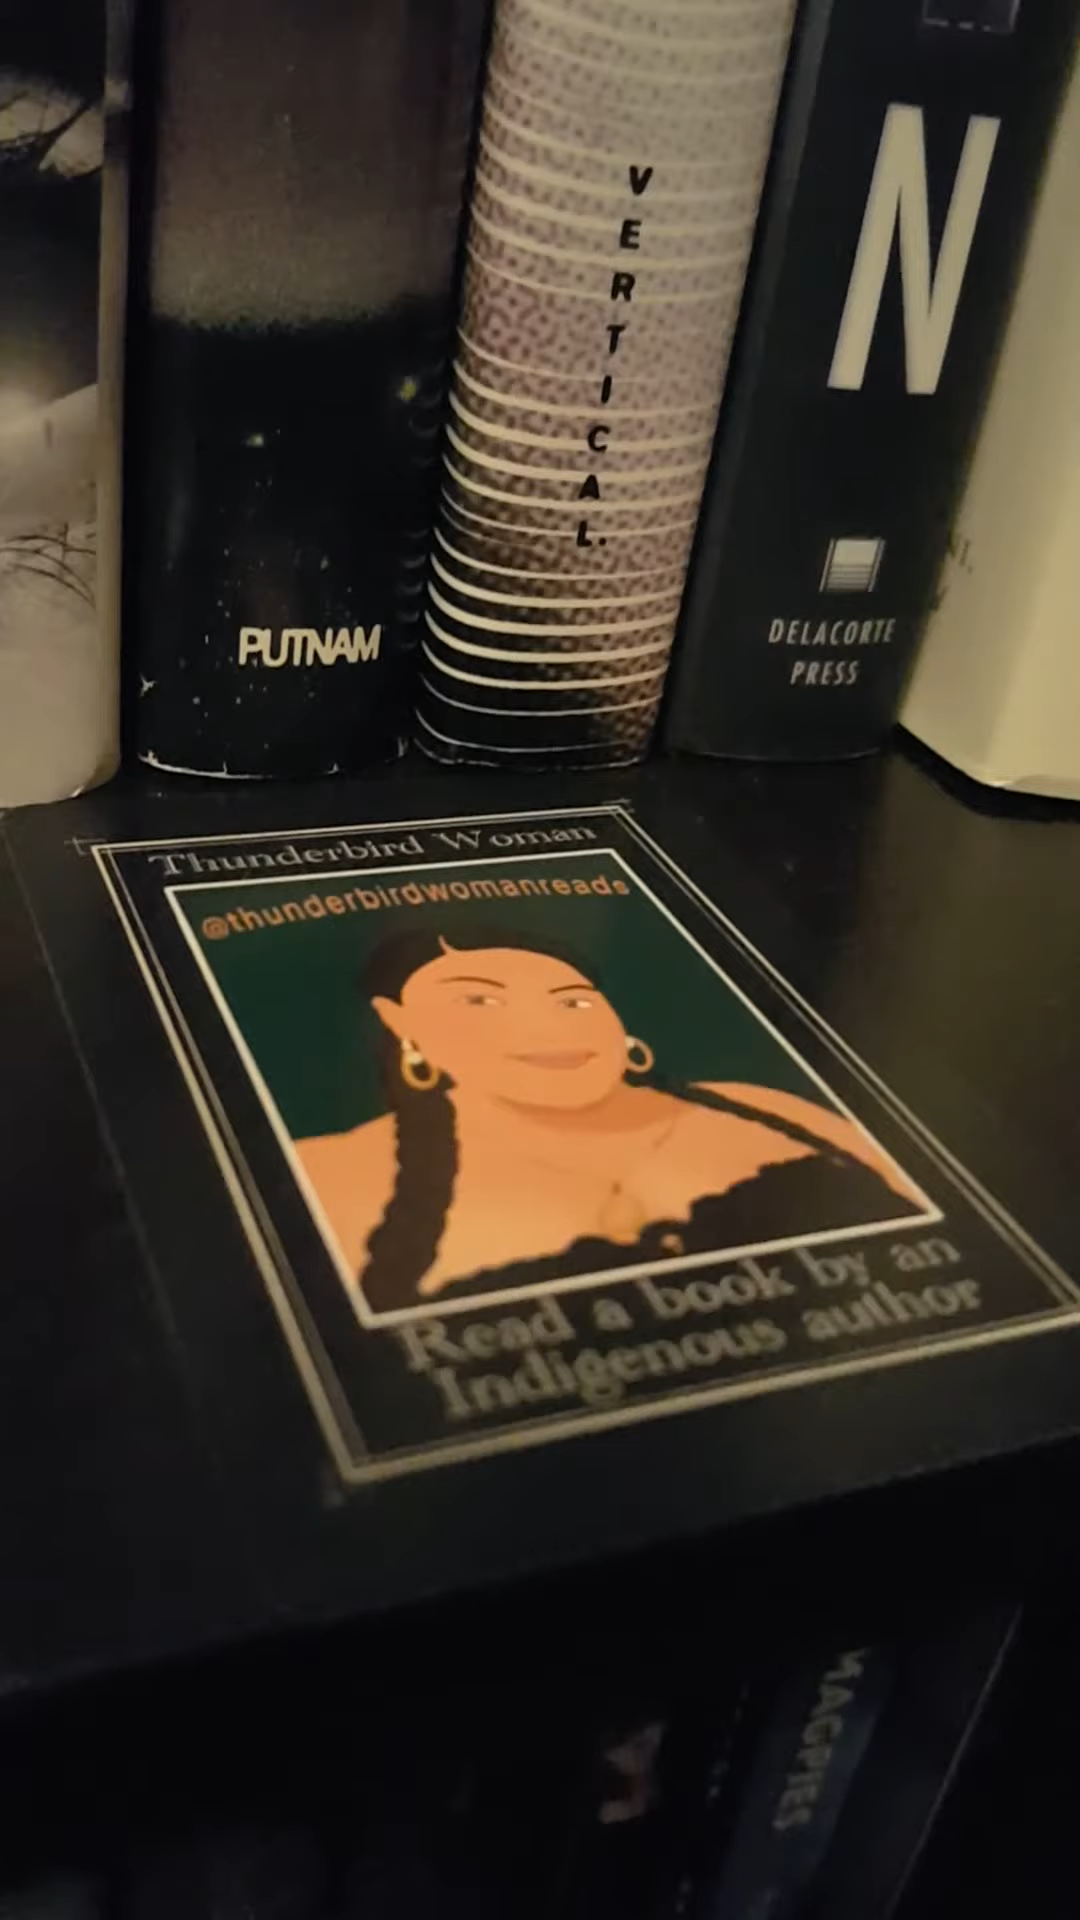 VERTICAL.
N
PUTNAM
DELACORTE
PRESS
Thunderbird Woman
@thunderbirdwomanreads
Read a book by an
Indigenous author
MAGPIES